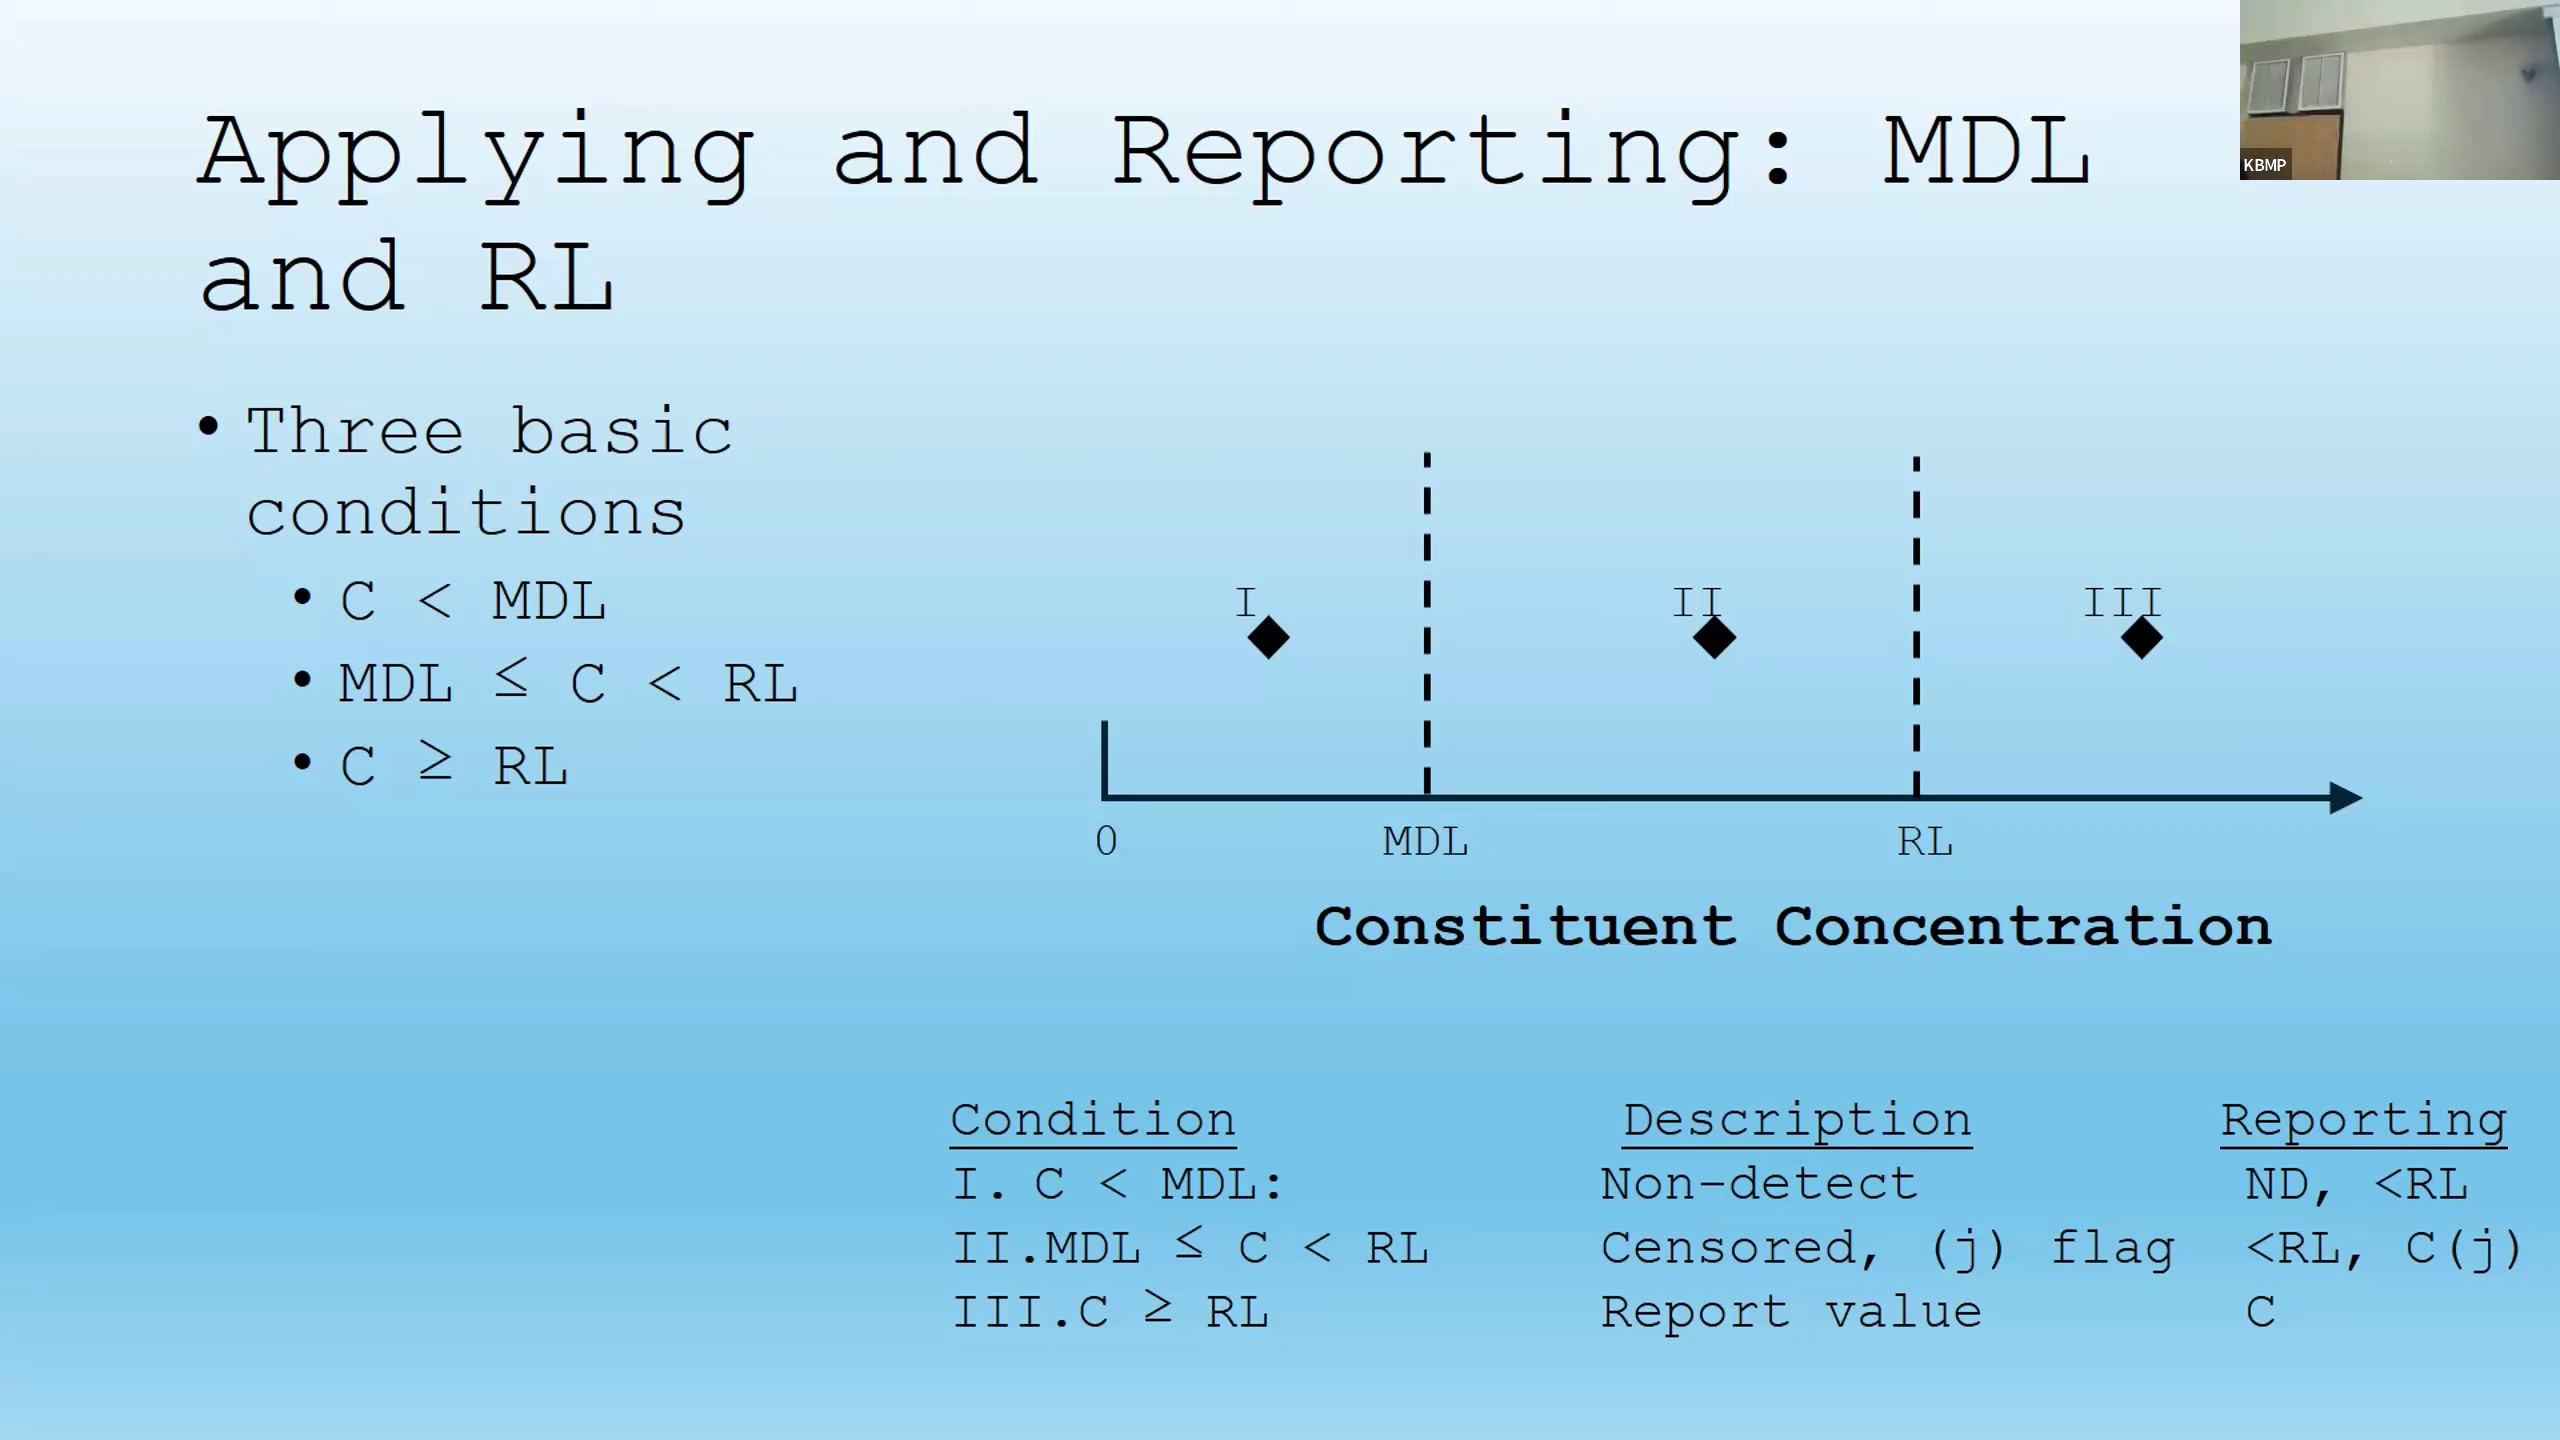 Applying and Reporting: MDL
and RL
KBMP
• Three basic
conditions
• C < MDL
• MDL ≤ C < RL
• C ≥ RL
I II III
0 MDL RL
Constituent Concentration
Condition Description Reporting
I. C < MDL: Non-detect ND, <RL
II.MDL ≤ C < RL Censored, (j) flag <RL, C(j)
III.C ≥ RL Report value C